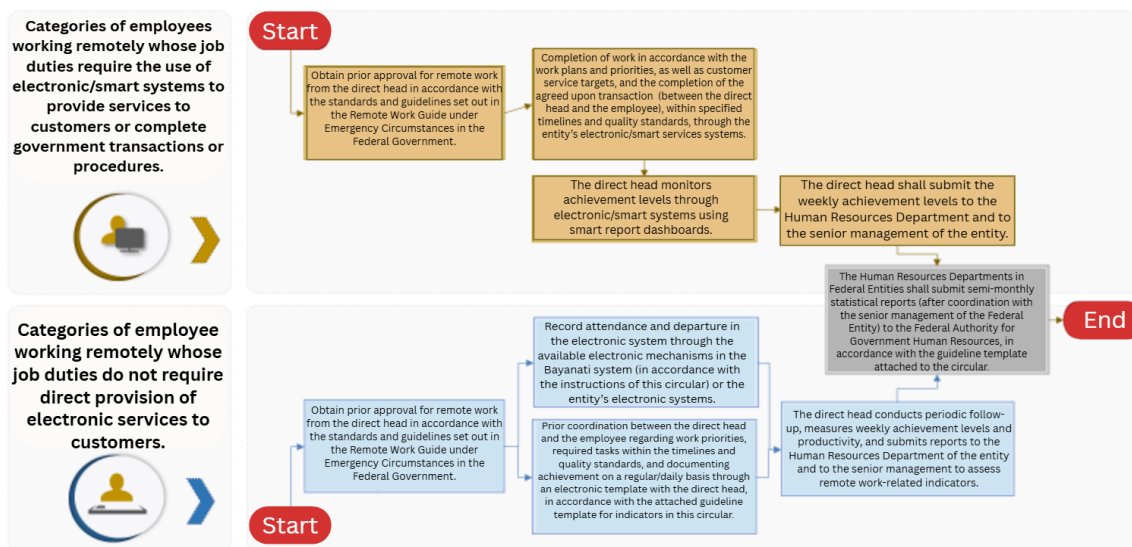 Categories of employees
working remotely whose job
duties require the use of
electronic/smart systems to
provide services to
customers or complete
government transactions or
procedures.
Start
Obtain prior approval for remote work
from the direct head in accordance with
the standards and guidelines set out in
the Remote Work Guide under
Emergency Circumstances in the
Federal Government.
Completion of work in accordance with the
work plans and priorities, as well as customer
service targets, and the completion of the
agreed upon transaction (between the direct
head and the employee), within specified
timelines and quality standards, through the
entity's electronic/smart services systems.
The direct head monitors
achievement levels through
electronic/smart systems using
smart report dashboards.
The direct head shall submit the
weekly achievement levels to the
Human Resources Department and to
the senior management of the entity.
The Human Resources Departments in
Federal Entities shall submit semi-monthly
statistical reports (after coordination with
the senior management of the Federal
Entity) to the Federal Authority for
Government Human Resources, in
accordance with the guideline template
attached to the circular.
End
Categories of employee
working remotely whose
job duties do not require
direct provision of
electronic services to
customers.
Start
Obtain prior approval for remote work
from the direct head in accordance with
the standards and guidelines set out in
the Remote Work Guide under
Emergency Circumstances in the
Federal Government.
Record attendance and departure in
the electronic system through the
available electronic mechanisms in the
Bayanati system (in accordance with
the instructions of this circular) or the
entity's electronic systems.
Prior coordination between the direct head
and the employee regarding work priorities,
required tasks within the timelines and
quality standards, and documenting
achievement on a regular/daily basis through
an electronic template with the direct head,
in accordance with the attached guideline
template for indicators in this circular.
The direct head conducts periodic follow-
up, measures weekly achievement levels and
productivity, and submits reports to the
Human Resources Department of the entity
and to the senior management to assess
remote work-related indicators.